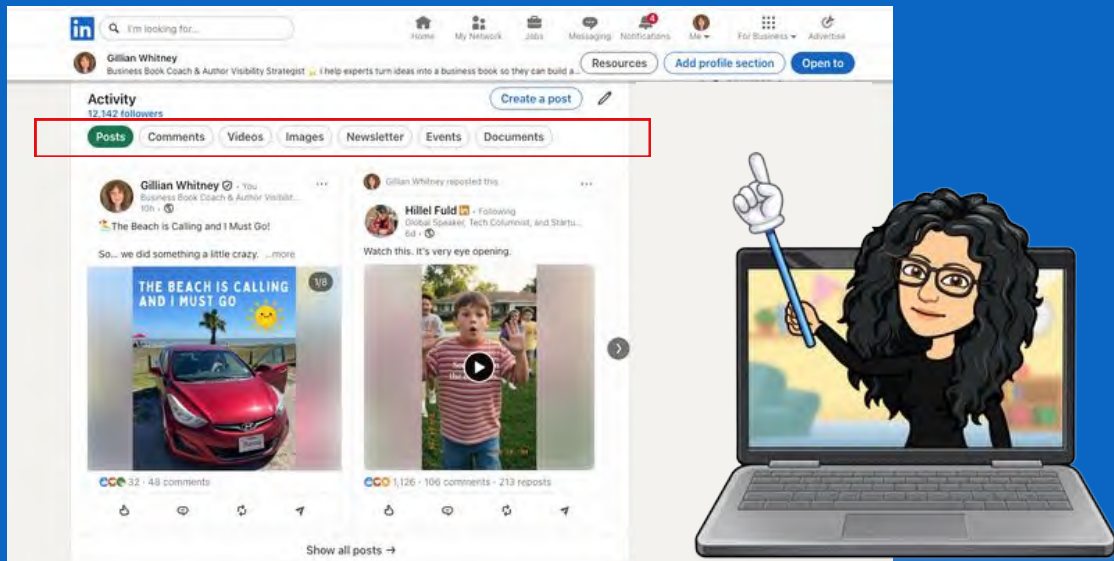 in
I'm looking for...
Home My Network Jobs Messaging Notifications Me For Business Advertise
4
Gillian Whitney
Business Book Coach & Author Visibility Strategist I help experts turn ideas into a business book so they can build a...
Resources Add profile section Open to
Activity
12,142 followers
Create a post
Posts Comments Videos Images Newsletter Events Documents
Gillian Whitney • You
Business Book Coach & Author Visibilit...
10h •
The Beach is Calling and I Must Go!
So... we did something a little crazy. ...more
THE BEACH IS CALLING
AND I MUST GO
1/8
32 • 48 comments
Gillian Whitney reposted this
Hillel Fuld in • Following
Global Speaker, Tech Columnist, and Startu...
6d •
Watch this. It's very eye opening.
1,126 • 106 comments • 213 reposts
Show all posts →